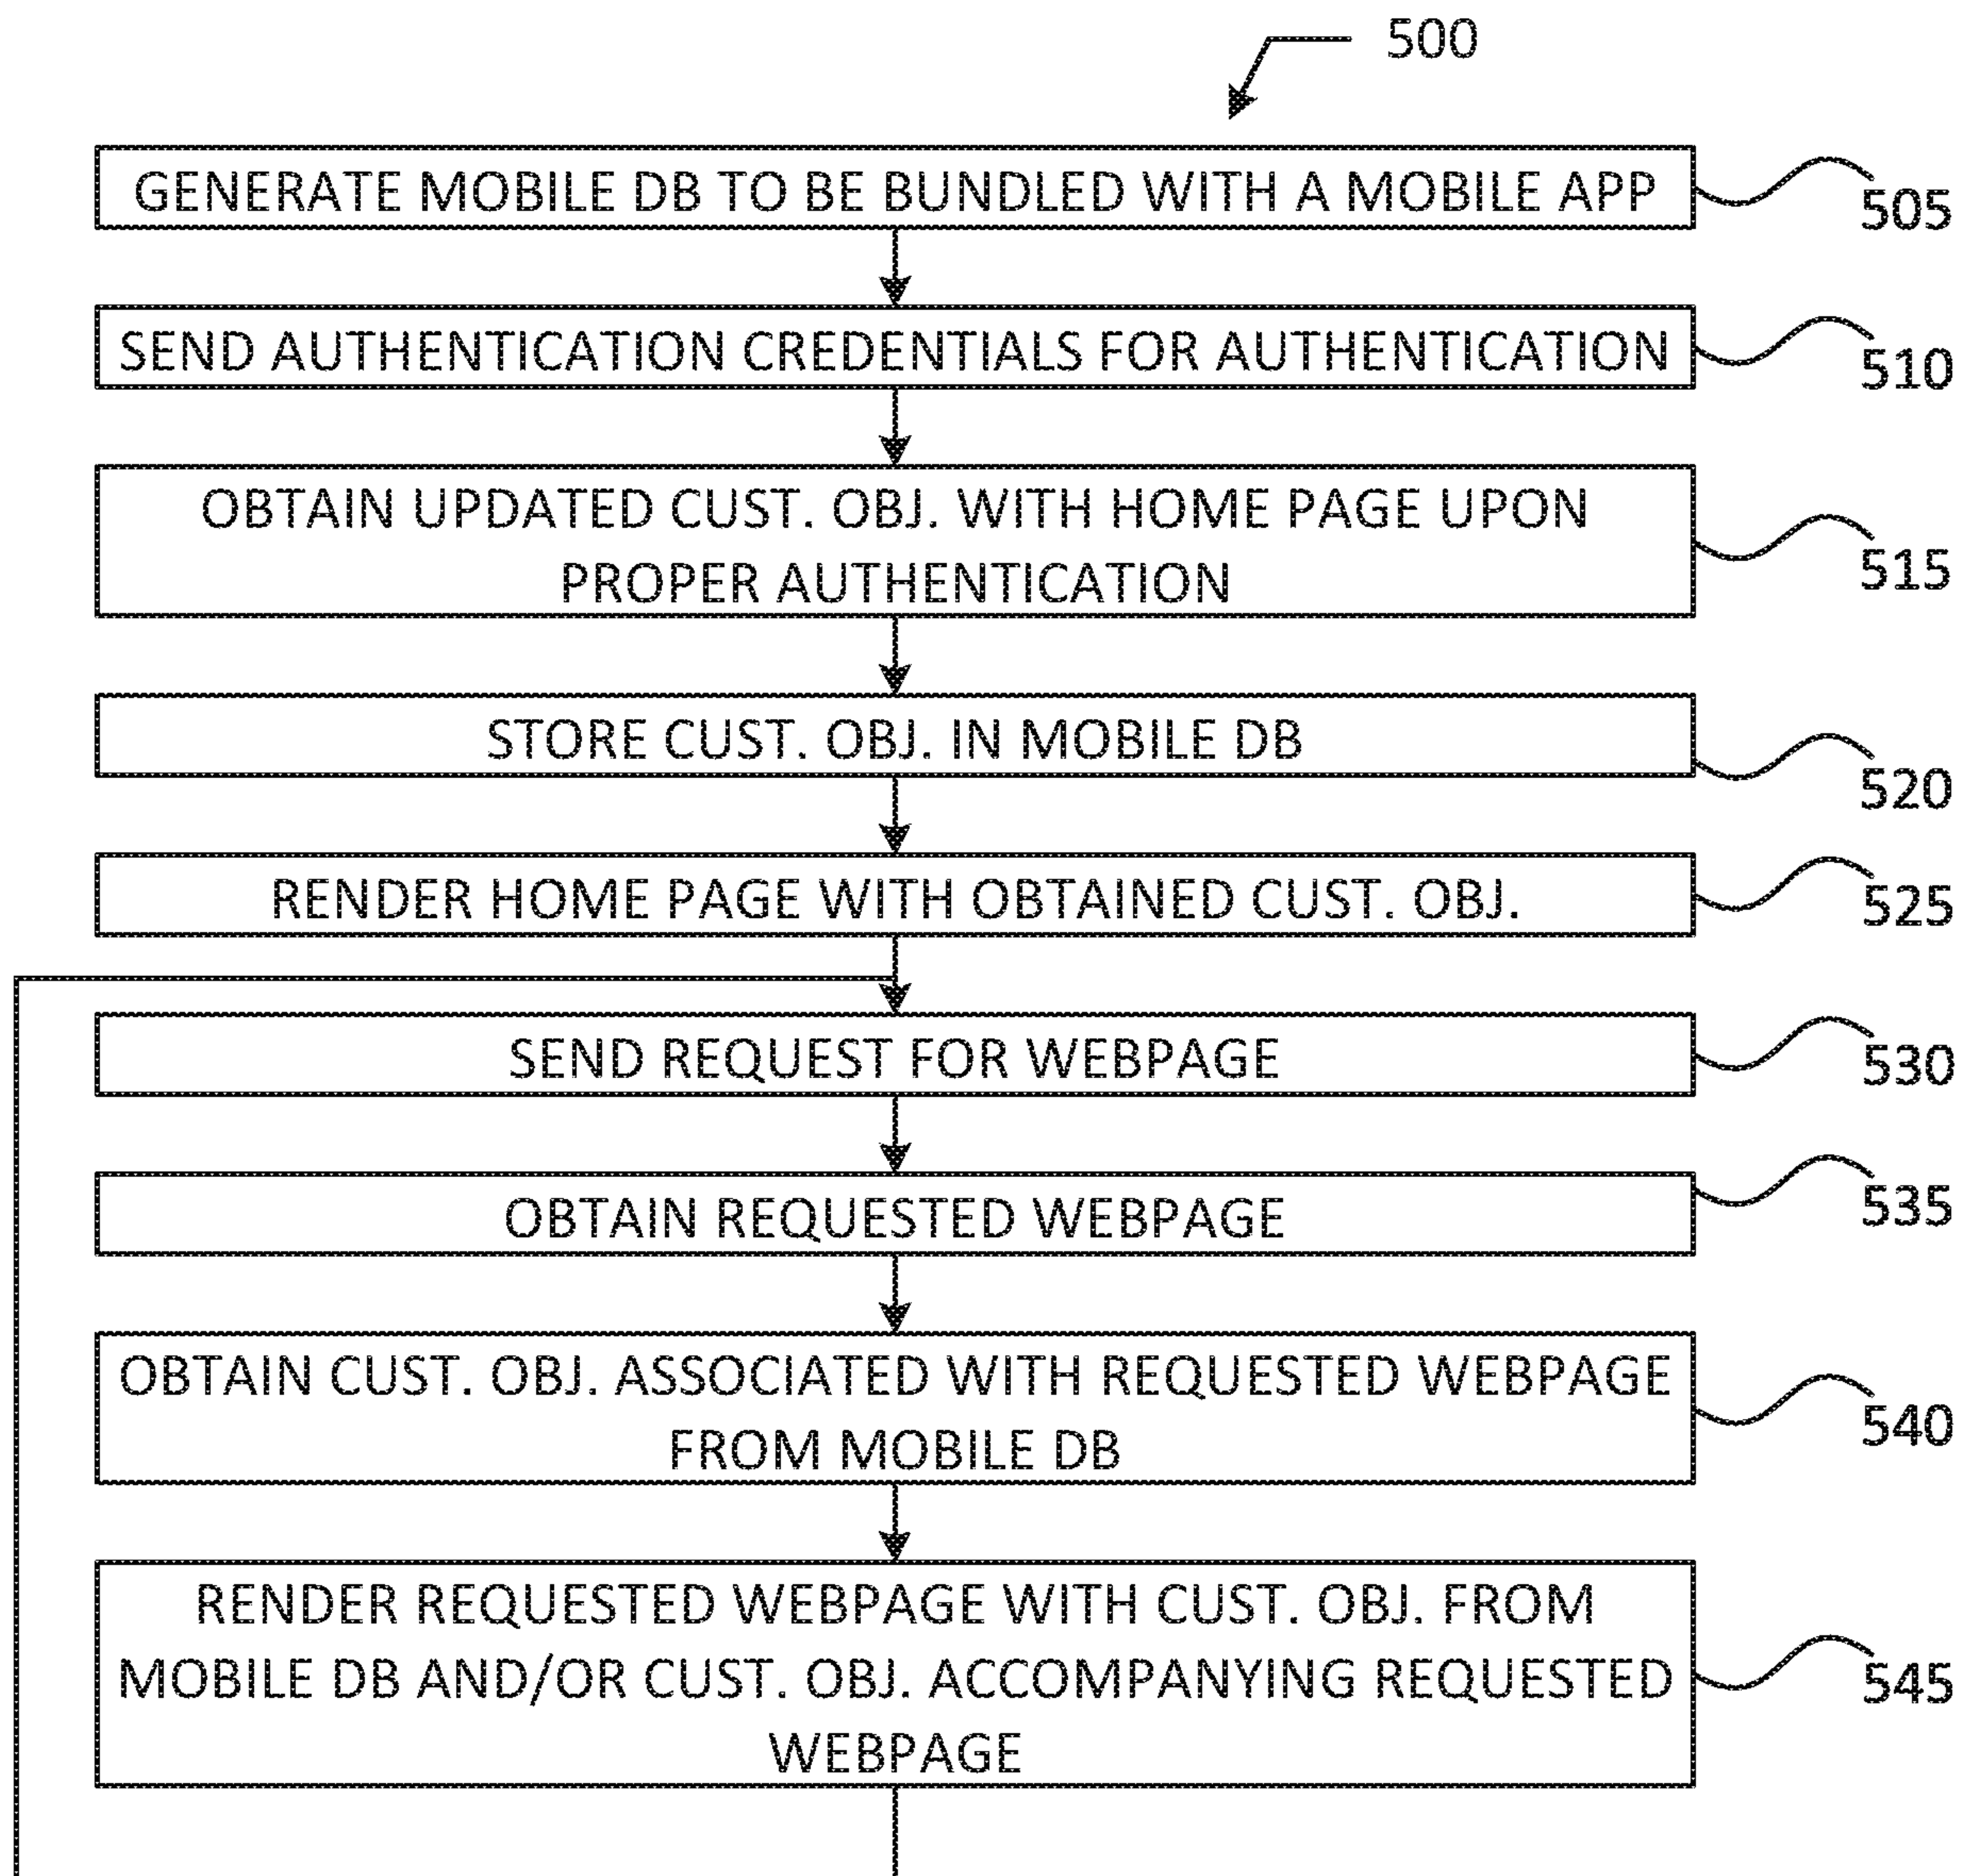 500
GENERATE MOBILE DB TO BE BUNDLED WITH A MOBILE APP
505
SEND AUTHENTICATION CREDENTIALS FOR AUTHENTICATION
510
OBTAIN UPDATED CUST. OBJ. WITH HOME PAGE UPON
PROPER AUTHENTICATION
515
STORE CUST. OBJ. IN MOBILE DB
520
RENDER HOME PAGE WITH OBTAINED CUST. OBJ.
525
SEND REQUEST FOR WEBPAGE
530
OBTAIN REQUESTED WEBPAGE
535
OBTAIN CUST. OBJ. ASSOCIATED WITH REQUESTED WEBPAGE
FROM MOBILE DB
540
RENDER REQUESTED WEBPAGE WITH CUST. OBJ. FROM
MOBILE DB AND/OR CUST. OBJ. ACCOMPANYING REQUESTED
WEBPAGE
545